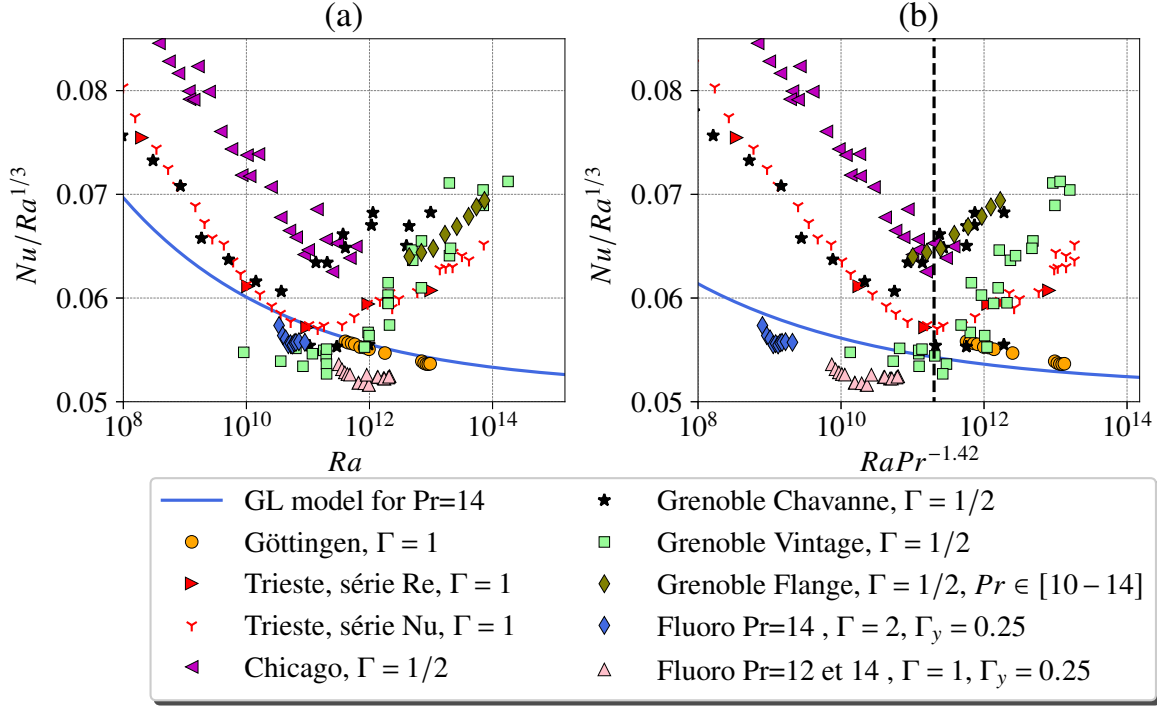 (a)
(b)
Nu/Ra^{1/3}
0.08
0.07
0.06
0.05
10^8
10^{10}
10^{12}
10^{14}
Ra
Nu/Ra^{1/3}
0.08
0.07
0.06
0.05
10^8
10^{10}
10^{12}
10^{14}
RaPr^{-1.42}
GL model for Pr=14
Göttingen, Γ = 1
Trieste, série Re, Γ = 1
Trieste, série Nu, Γ = 1
Chicago, Γ = 1/2
Grenoble Chavanne, Γ = 1/2
Grenoble Vintage, Γ = 1/2
Grenoble Flange, Γ = 1/2, Pr ∈ [10−14]
Fluoro Pr=14 , Γ = 2, Γ_y = 0.25
Fluoro Pr=12 et 14 , Γ = 1, Γ_y = 0.25